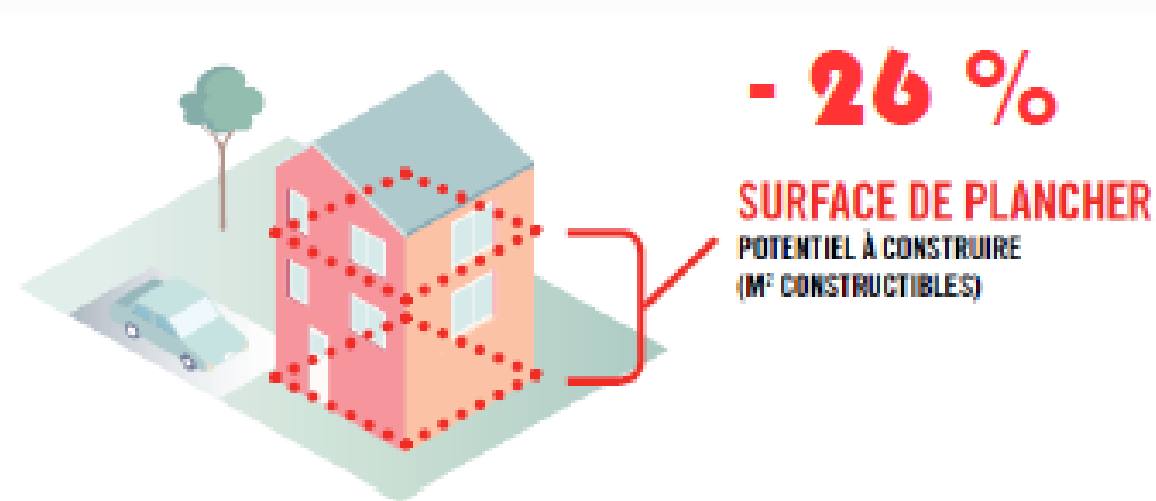 - 26 %
SURFACE DE PLANCHER
POTENTIEL À CONSTRUIRE
(M² CONSTRUCTIBLES)